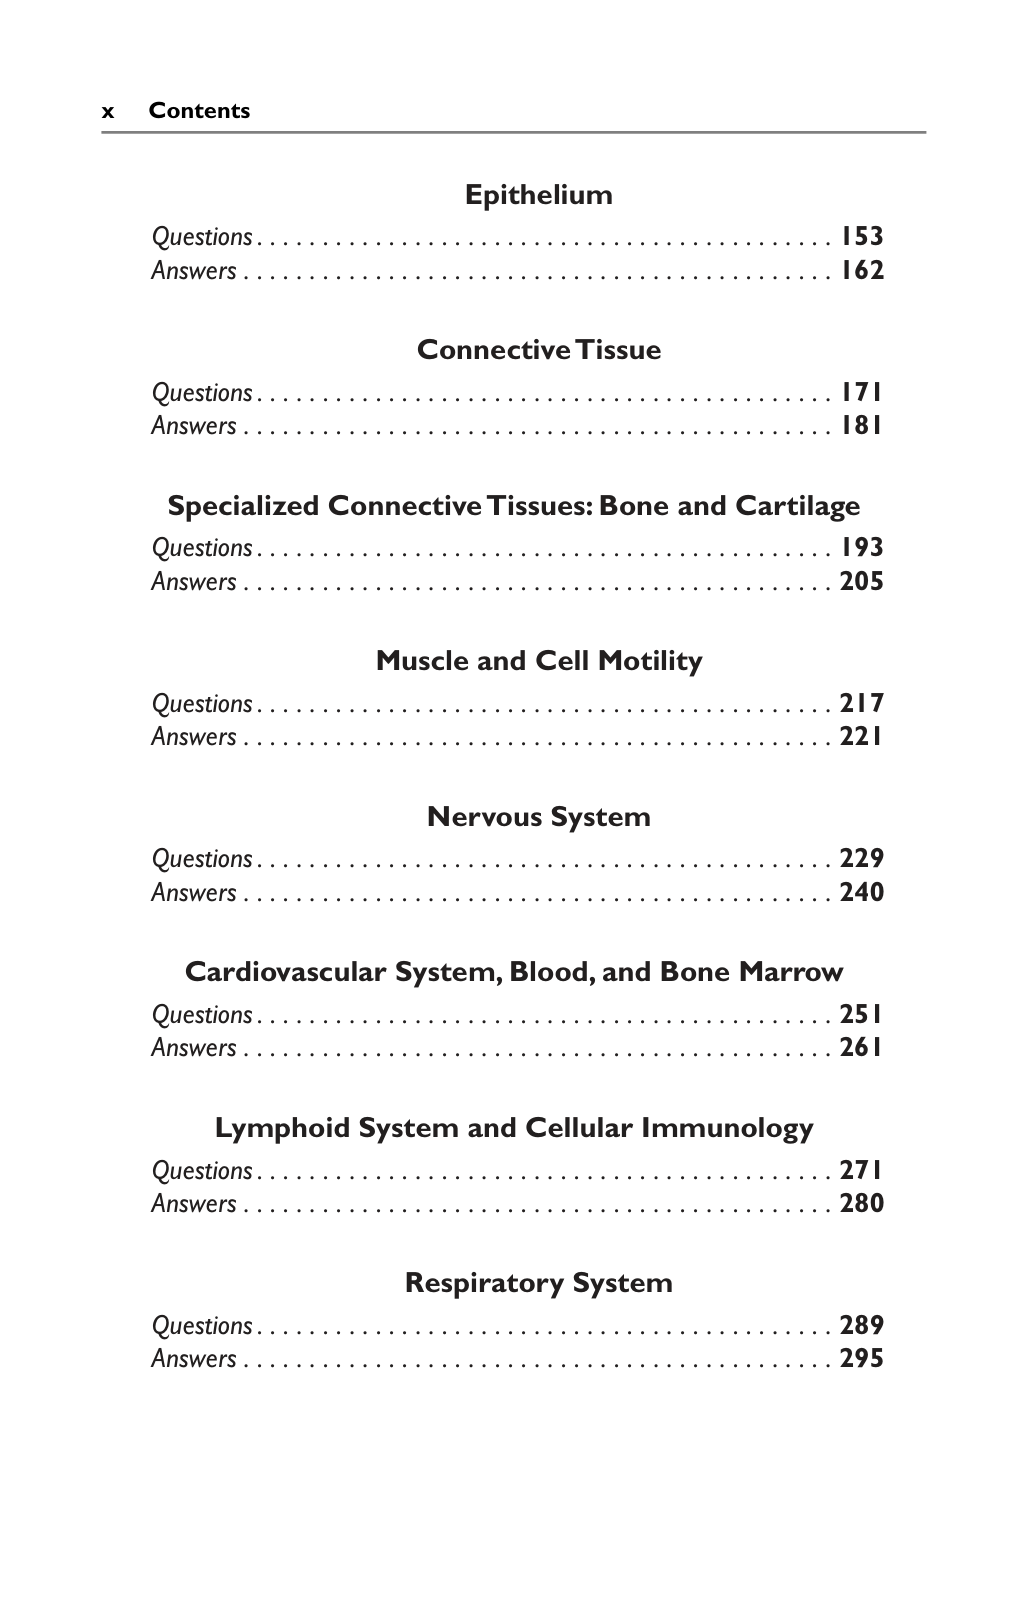 x Contents
Epithelium
Questions . . . . . . . . . . . . . . . . . . . . . . . . . . . . . . . . . . . . . . . . . . . . 153
Answers . . . . . . . . . . . . . . . . . . . . . . . . . . . . . . . . . . . . . . . . . . . . . 162
Connective Tissue
Questions . . . . . . . . . . . . . . . . . . . . . . . . . . . . . . . . . . . . . . . . . . . . 171
Answers . . . . . . . . . . . . . . . . . . . . . . . . . . . . . . . . . . . . . . . . . . . . . 181
Specialized Connective Tissues: Bone and Cartilage
Questions . . . . . . . . . . . . . . . . . . . . . . . . . . . . . . . . . . . . . . . . . . . . 193
Answers . . . . . . . . . . . . . . . . . . . . . . . . . . . . . . . . . . . . . . . . . . . . . 205
Muscle and Cell Motility
Questions . . . . . . . . . . . . . . . . . . . . . . . . . . . . . . . . . . . . . . . . . . . . 217
Answers . . . . . . . . . . . . . . . . . . . . . . . . . . . . . . . . . . . . . . . . . . . . . 221
Nervous System
Questions . . . . . . . . . . . . . . . . . . . . . . . . . . . . . . . . . . . . . . . . . . . . 229
Answers . . . . . . . . . . . . . . . . . . . . . . . . . . . . . . . . . . . . . . . . . . . . . 240
Cardiovascular System, Blood, and Bone Marrow
Questions . . . . . . . . . . . . . . . . . . . . . . . . . . . . . . . . . . . . . . . . . . . . 251
Answers . . . . . . . . . . . . . . . . . . . . . . . . . . . . . . . . . . . . . . . . . . . . . 261
Lymphoid System and Cellular Immunology
Questions . . . . . . . . . . . . . . . . . . . . . . . . . . . . . . . . . . . . . . . . . . . . 271
Answers . . . . . . . . . . . . . . . . . . . . . . . . . . . . . . . . . . . . . . . . . . . . . 280
Respiratory System
Questions . . . . . . . . . . . . . . . . . . . . . . . . . . . . . . . . . . . . . . . . . . . . 289
Answers . . . . . . . . . . . . . . . . . . . . . . . . . . . . . . . . . . . . . . . . . . . . . 295